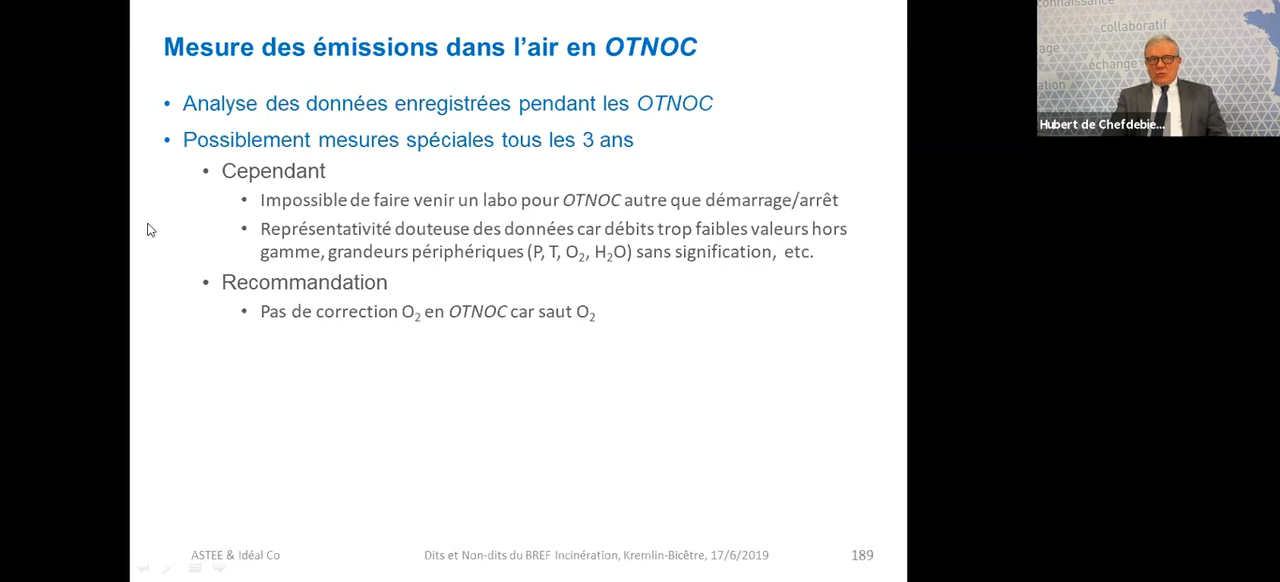 Mesure des émissions dans l'air en OTNOC
• Analyse des données enregistrées pendant les OTNOC
• Possiblement mesures spéciales tous les 3 ans
• Cependant
• Impossible de faire venir un labo pour OTNOC autre que démarrage/arrêt
• Représentativité douteuse des données car débits trop faibles valeurs hors
gamme, grandeurs périphériques (P, T, O₂, H₂O) sans signification, etc.
• Recommandation
• Pas de correction O₂ en OTNOC car saut O₂
ASTEE & Idéal Co
Dits et Non-dits du BREF Incinération, Kremlin-Bicêtre, 17/6/2019
189
connaissance
collaboratif
échange
Hubert de Chefdebie...